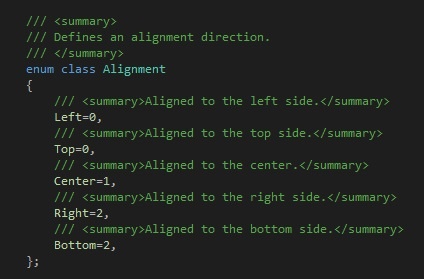 /// <summary>
/// Defines an alignment direction.
/// </summary>
enum class Alignment
{
/// <summary>Aligned to the left side.</summary>
Left=0,
/// <summary>Aligned to the top side.</summary>
Top=0,
/// <summary>Aligned to the center.</summary>
Center=1,
/// <summary>Aligned to the right side.</summary>
Right=2,
/// <summary>Aligned to the bottom side.</summary>
Bottom=2,
};